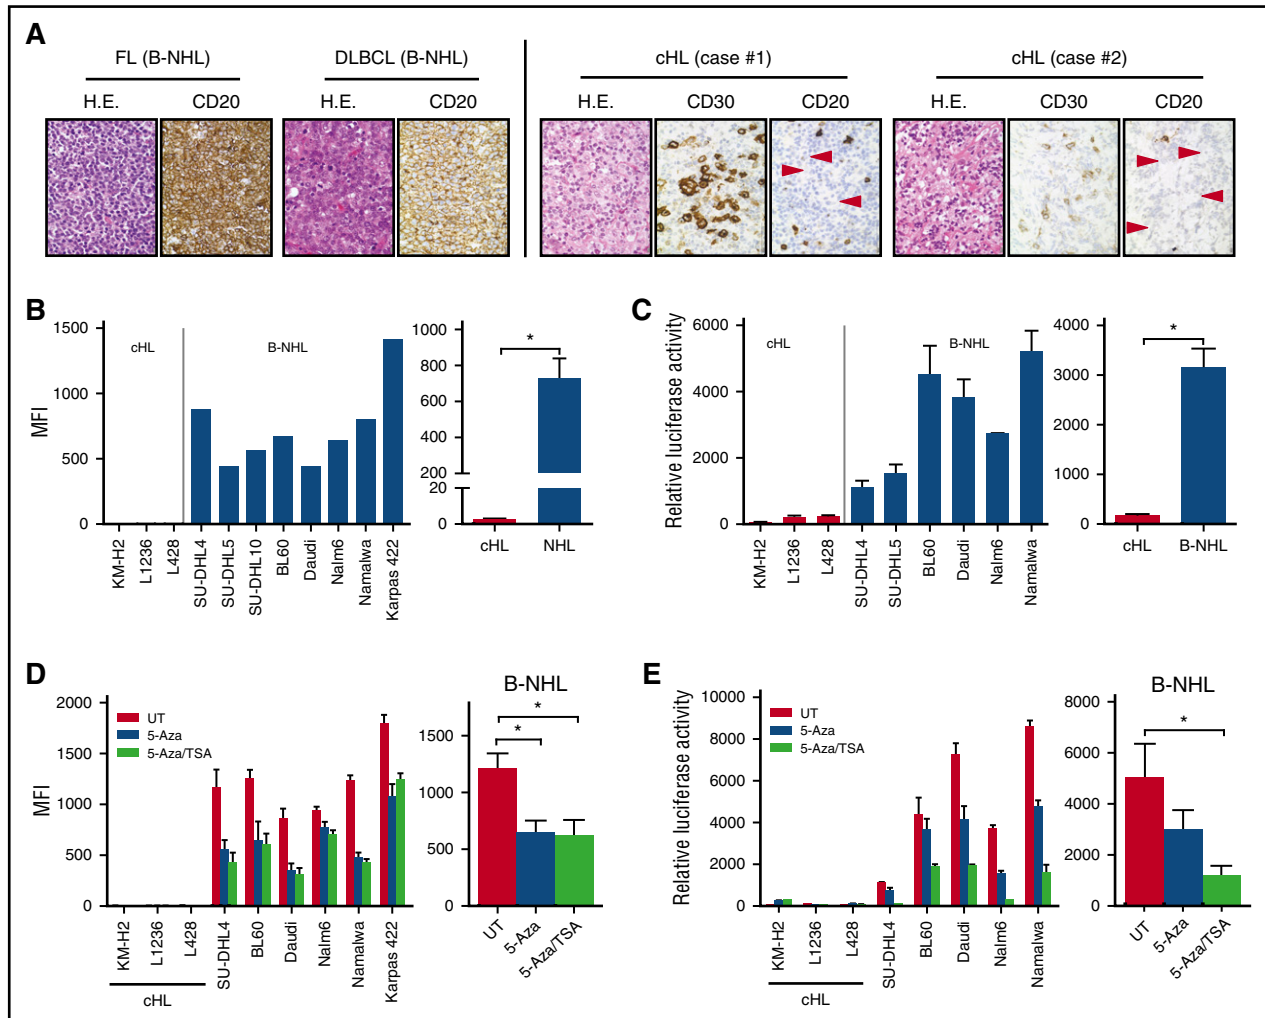 A
FL (B-NHL)
DLBCL (B-NHL)
cHL (case #1)
cHL (case #2)
H.E.
CD20
H.E.
CD20
H.E.
CD30
CD20
H.E.
CD30
CD20
B
1500
1000
500
0
MFI
cHL
B-NHL
KM-H2
L1236
L428
SU-DHL4
SU-DHL5
SU-DHL10
BL60
Daudi
Nalm6
Namalwa
Karpas 422
1000
800
600
400
200
20
0
*
cHL
NHL
C
6000
4000
2000
0
Relative luciferase activity
cHL
B-NHL
KM-H2
L1236
L428
SU-DHL4
SU-DHL5
BL60
Daudi
Nalm6
Namalwa
4000
3000
2000
1000
0
*
cHL
B-NHL
D
2000
1500
1000
500
0
MFI
UT
5-Aza
5-Aza/TSA
KM-H2
L1236
L428
SU-DHL4
BL60
Daudi
Nalm6
Namalwa
Karpas 422
cHL
B-NHL
1500
1000
500
0
*
*
UT
5-Aza
5-Aza/TSA
E
10000
8000
6000
4000
2000
0
Relative luciferase activity
UT
5-Aza
5-Aza/TSA
KM-H2
L1236
L428
SU-DHL4
BL60
Daudi
Nalm6
Namalwa
cHL
B-NHL
8000
6000
4000
2000
0
*
UT
5-Aza
5-Aza/TSA